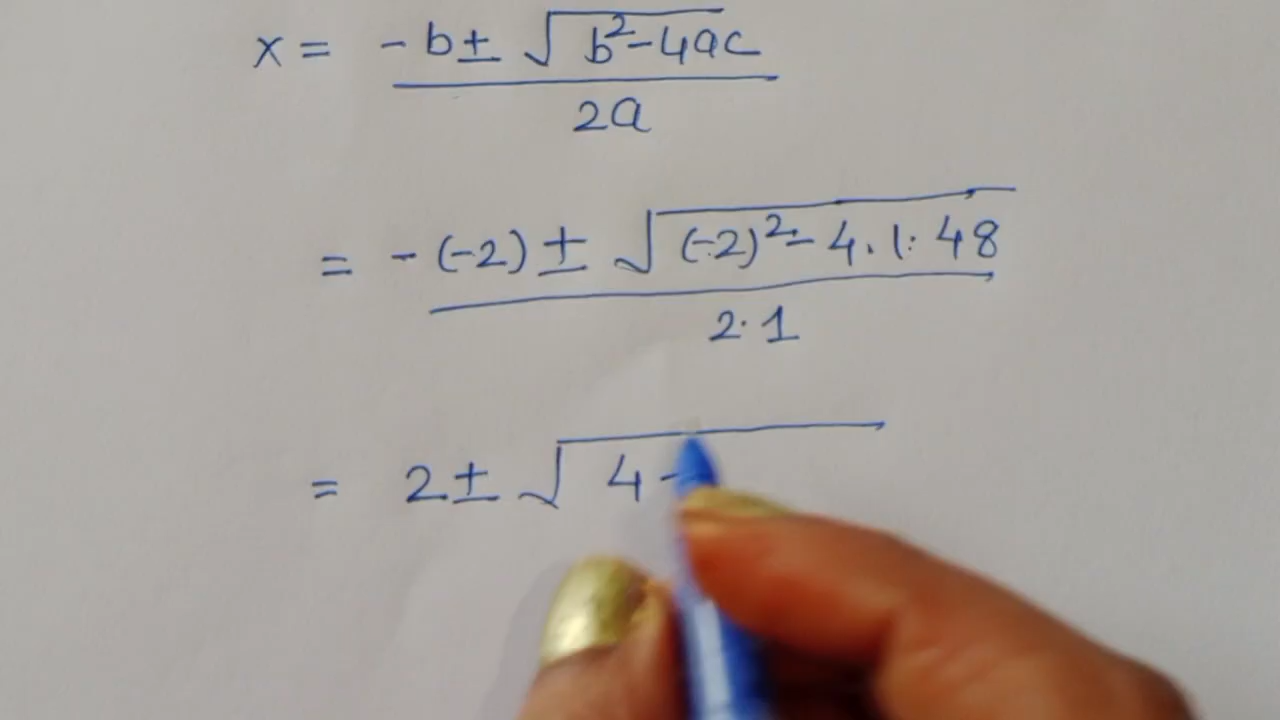 x = -b ± √b²-4ac
2a
= -(-2) ± √(-2)²- 4.1.48
2.1
= 2 ± √4 -